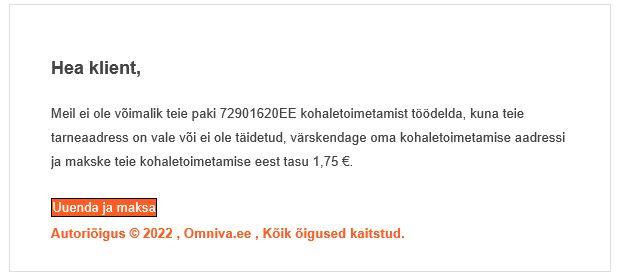 Hea klient,
Meil ei ole võimalik teie paki 72901620EE kohaletoimetamist töödelda, kuna teie
tarneaadress on vale või ei ole täidetud, värskendage oma kohaletoimetamise aadressi
ja makske teie kohaletoimetamise eest tasu 1,75 €.
Uuenda ja maksa
Autoriõigus © 2022 , Omniva.ee , Kõik õigused kaitstud.